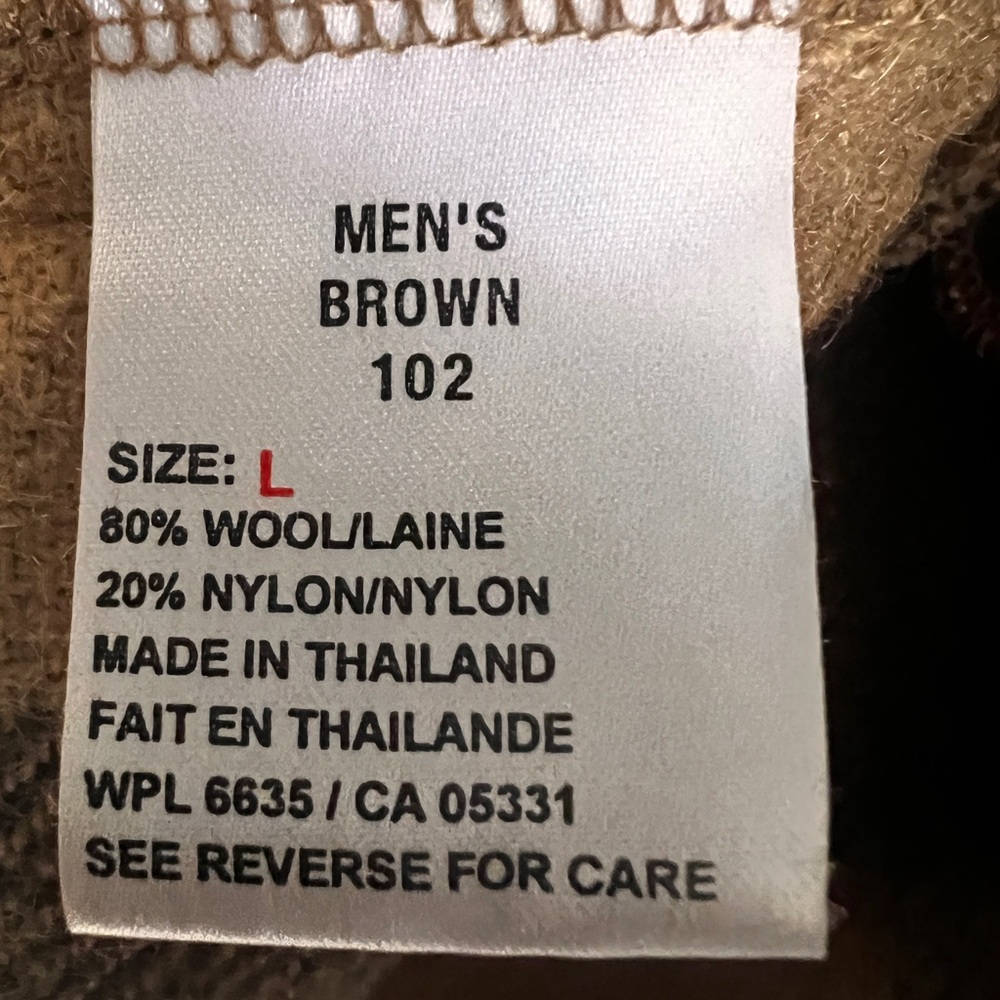 MEN'S
BROWN
102
SIZE: L
80% WOOL/LAINE
20% NYLON/NYLON
MADE IN THAILAND
FAIT EN THAILANDE
WPL 6635 / CA 05331
SEE REVERSE FOR CARE